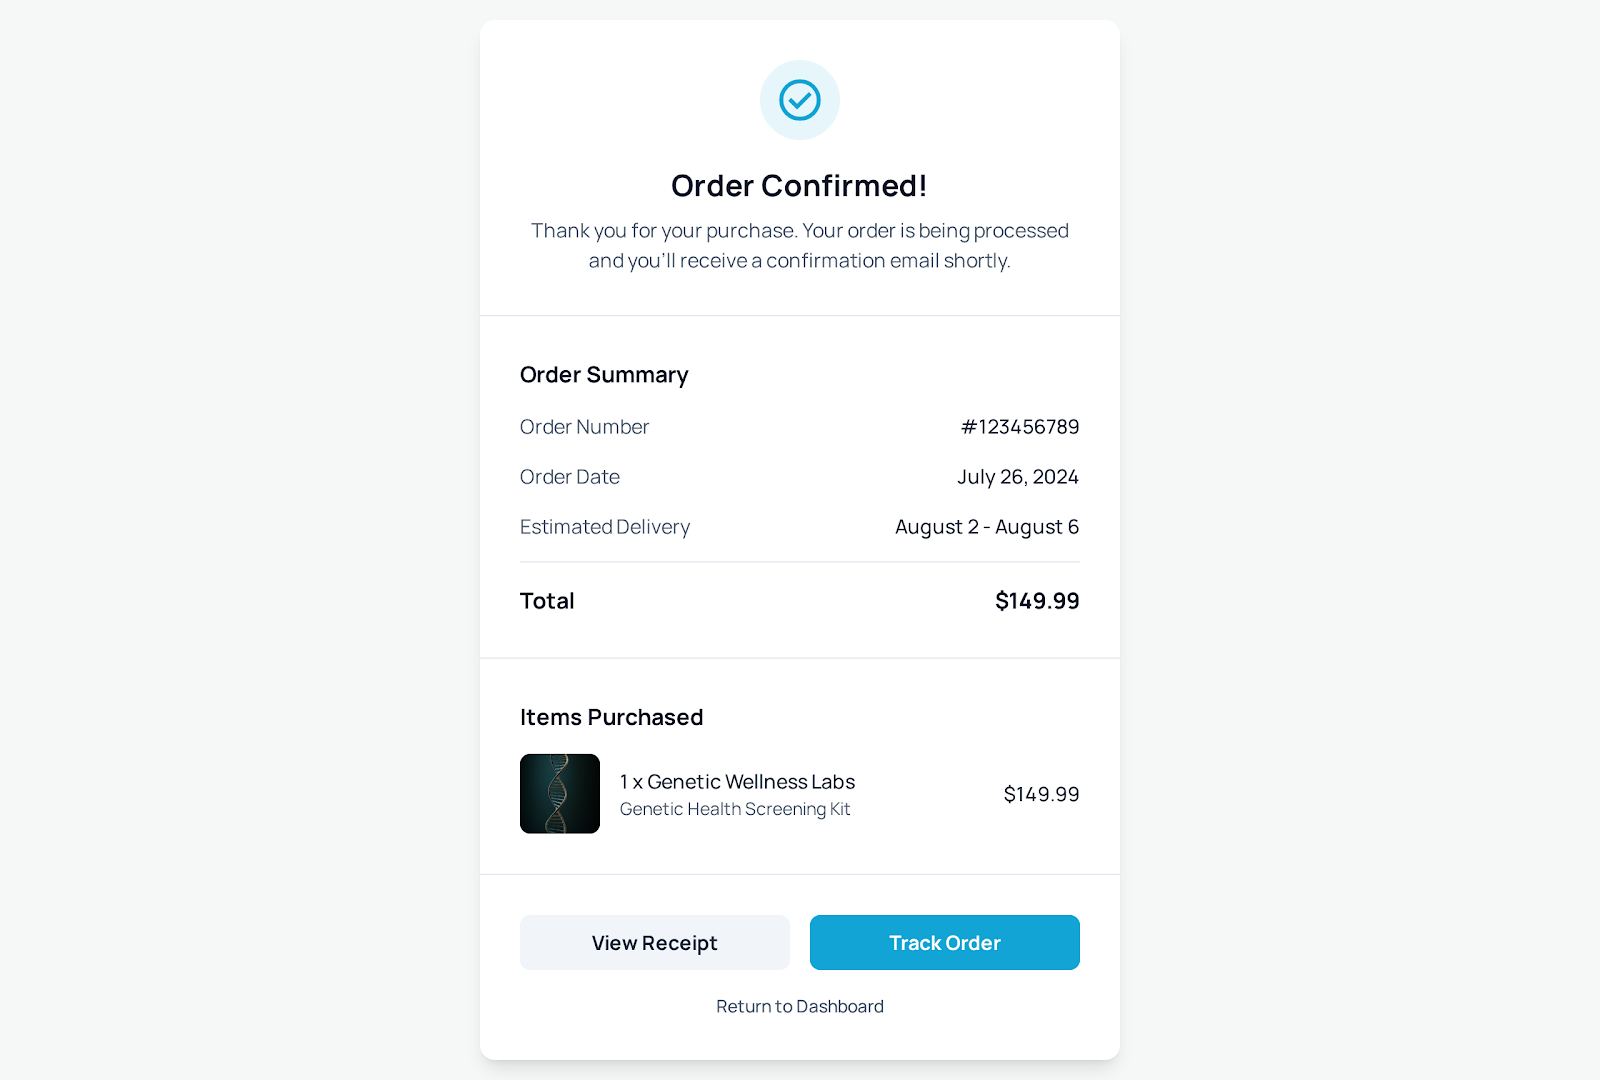 Order Confirmed!
Thank you for your purchase. Your order is being processed
and you'll receive a confirmation email shortly.
Order Summary
Order Number #123456789
Order Date July 26, 2024
Estimated Delivery August 2 - August 6
Total $149.99
Items Purchased
1 x Genetic Wellness Labs
Genetic Health Screening Kit
$149.99
View Receipt Track Order
Return to Dashboard